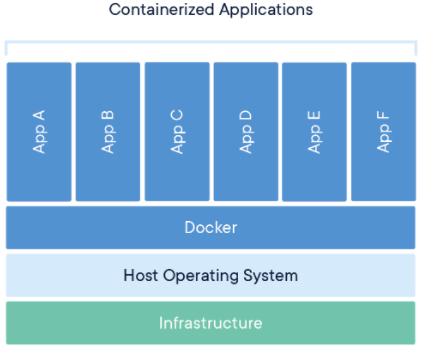 Containerized Applications
App A
App B
App C
App D
App E
App F
Docker
Host Operating System
Infrastructure